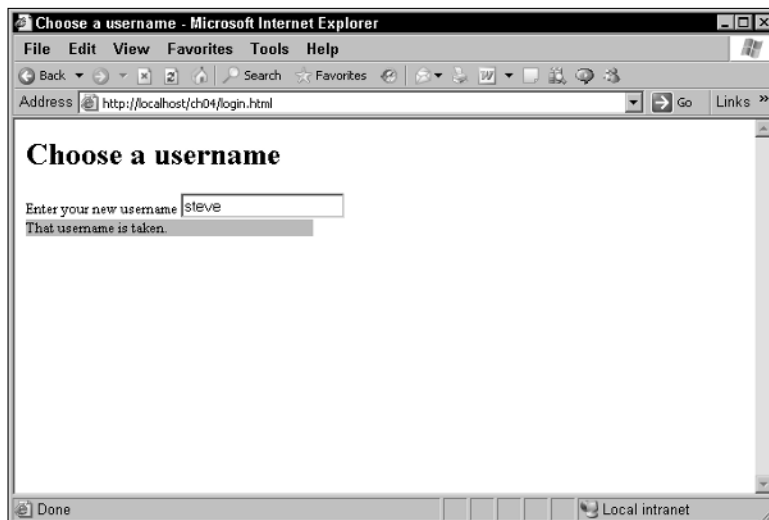 Choose a username - Microsoft Internet Explorer
File Edit View Favorites Tools Help
Back Search Favorites
Address http://localhost/ch04/login.html Go Links »
Choose a username
Enter your new username steve
That username is taken.
Done Local intranet